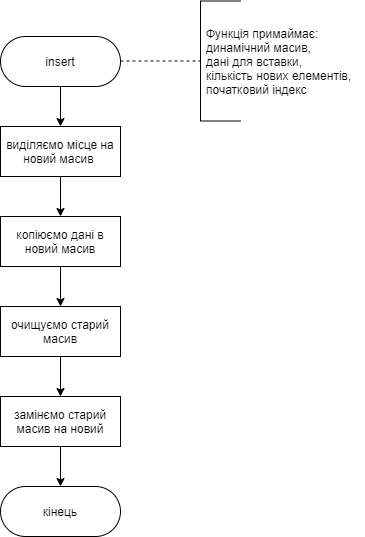 insert
Функція примаймає:
динамічний масив,
дані для вставки,
кількість нових елементів,
початковий індекс
виділяємо місце на
новий масив
копіюємо дані в
новий масив
очищуємо старий
масив
замінємо старий
масив на новий
кінець